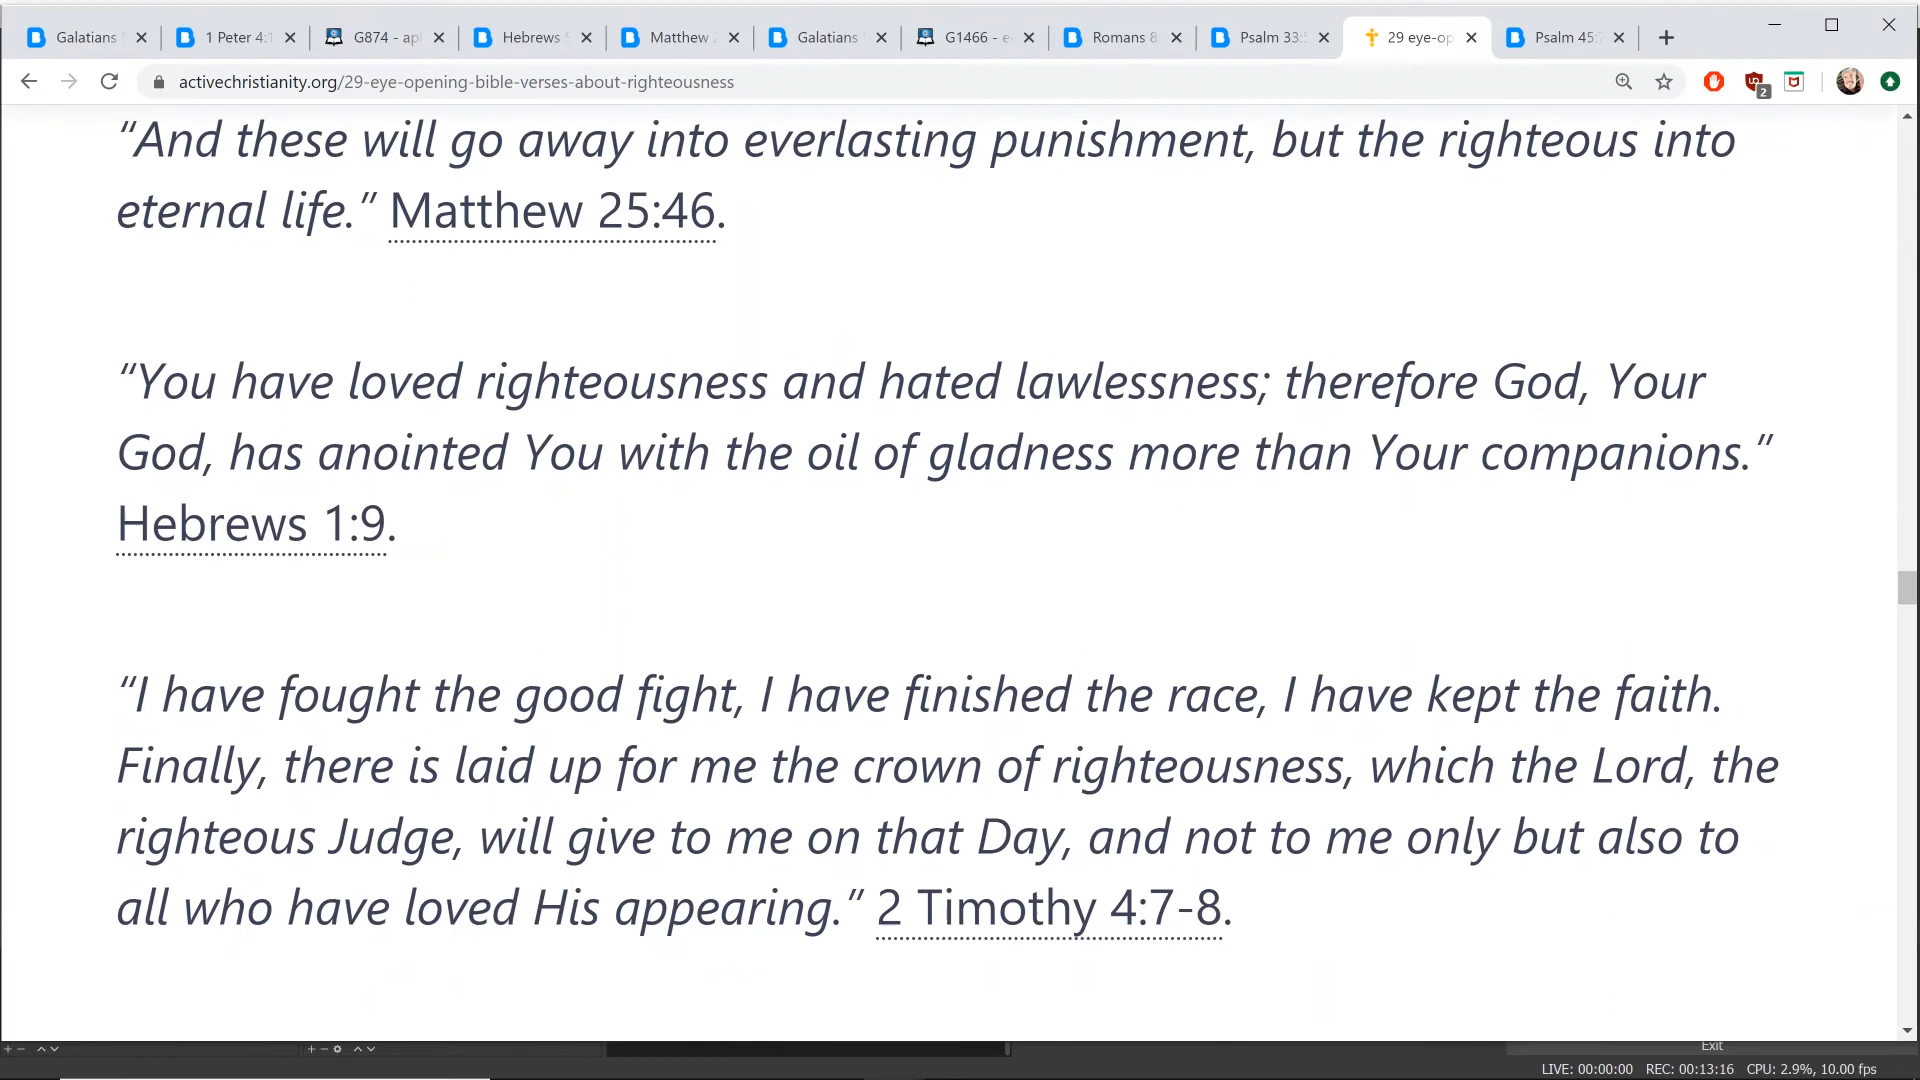 Galatians
1 Peter 4:1
G874 - ap
Hebrews
Matthew
Galatians
G1466 - e
Romans 8
Psalm 33:
29 eye-op
Psalm 45:
activechristianity.org/29-eye-opening-bible-verses-about-righteousness
2
“And these will go away into everlasting punishment, but the righteous into
eternal life.” Matthew 25:46.
“You have loved righteousness and hated lawlessness; therefore God, Your
God, has anointed You with the oil of gladness more than Your companions.”
Hebrews 1:9.
“I have fought the good fight, I have finished the race, I have kept the faith.
Finally, there is laid up for me the crown of righteousness, which the Lord, the
righteous Judge, will give to me on that Day, and not to me only but also to
all who have loved His appearing.” 2 Timothy 4:7-8.
Exit
LIVE: 00:00:00 REC: 00:13:16 CPU: 2.9%, 10.00 fps